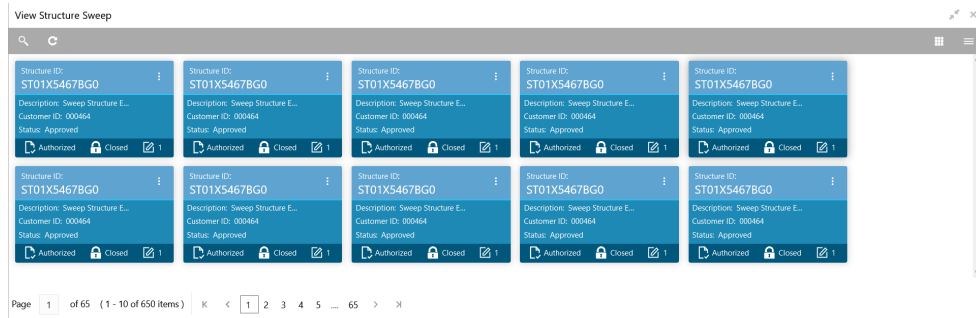 View Structure Sweep
Structure ID: Structure ID: Structure ID: Structure ID: Structure ID:
ST01X5467BG0 ST01X5467BG0 ST01X5467BG0 ST01X5467BG0 ST01X5467BG0
Description: Sweep Structure E... Description: Sweep Structure E... Description: Sweep Structure E... Description: Sweep Structure E... Description: Sweep Structure E...
Customer ID: 000464 Customer ID: 000464 Customer ID: 000464 Customer ID: 000464 Customer ID: 000464
Status: Approved Status: Approved Status: Approved Status: Approved Status: Approved
Authorized Closed 1 Authorized Closed 1 Authorized Closed 1 Authorized Closed 1 Authorized Closed 1
Structure ID: Structure ID: Structure ID: Structure ID: Structure ID:
ST01X5467BG0 ST01X5467BG0 ST01X5467BG0 ST01X5467BG0 ST01X5467BG0
Description: Sweep Structure E... Description: Sweep Structure E... Description: Sweep Structure E... Description: Sweep Structure E... Description: Sweep Structure E...
Customer ID: 000464 Customer ID: 000464 Customer ID: 000464 Customer ID: 000464 Customer ID: 000464
Status: Approved Status: Approved Status: Approved Status: Approved Status: Approved
Authorized Closed 1 Authorized Closed 1 Authorized Closed 1 Authorized Closed 1 Authorized Closed 1
Page 1 of 65 ( 1 - 10 of 650 items ) 1 2 3 4 5 .... 65